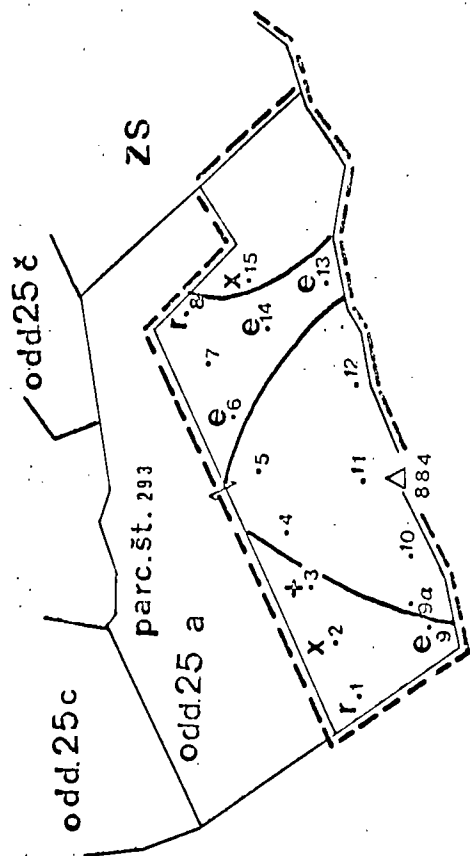 odd.25 c
odd.25 č
ZS
parc.št. 293
odd.25 a
r.1
x.2
+.3
.4
.5
e.6
.7
r.8
e.9
.9a
.10
.11
.12
e.13
e.14
x.15
884